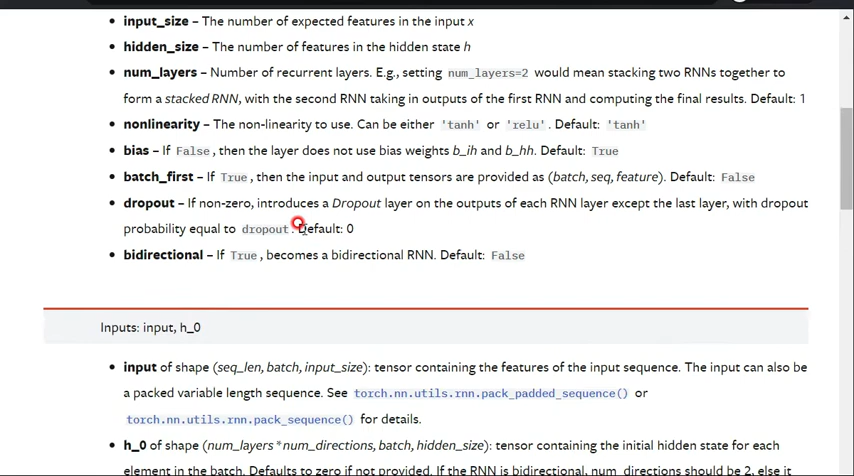 • input_size – The number of expected features in the input x
• hidden_size – The number of features in the hidden state h
• num_layers – Number of recurrent layers. E.g., setting num_layers=2 would mean stacking two RNNs together to
form a stacked RNN, with the second RNN taking in outputs of the first RNN and computing the final results. Default: 1
• nonlinearity – The non-linearity to use. Can be either 'tanh' or 'relu'. Default: 'tanh'
• bias – If False, then the layer does not use bias weights b_ih and b_hh. Default: True
• batch_first – If True, then the input and output tensors are provided as (batch, seq, feature). Default: False
• dropout – If non-zero, introduces a Dropout layer on the outputs of each RNN layer except the last layer, with dropout
probability equal to dropout. Default: 0
• bidirectional – If True, becomes a bidirectional RNN. Default: False
Inputs: input, h_0
• input of shape (seq_len, batch, input_size): tensor containing the features of the input sequence. The input can also be
a packed variable length sequence. See torch.nn.utils.rnn.pack_padded_sequence() or
torch.nn.utils.rnn.pack_sequence() for details.
• h_0 of shape (num_layers * num_directions, batch, hidden_size): tensor containing the initial hidden state for each
element in the batch. Defaults to zero if not provided. If the RNN is bidirectional, num_directions should be 2, else it